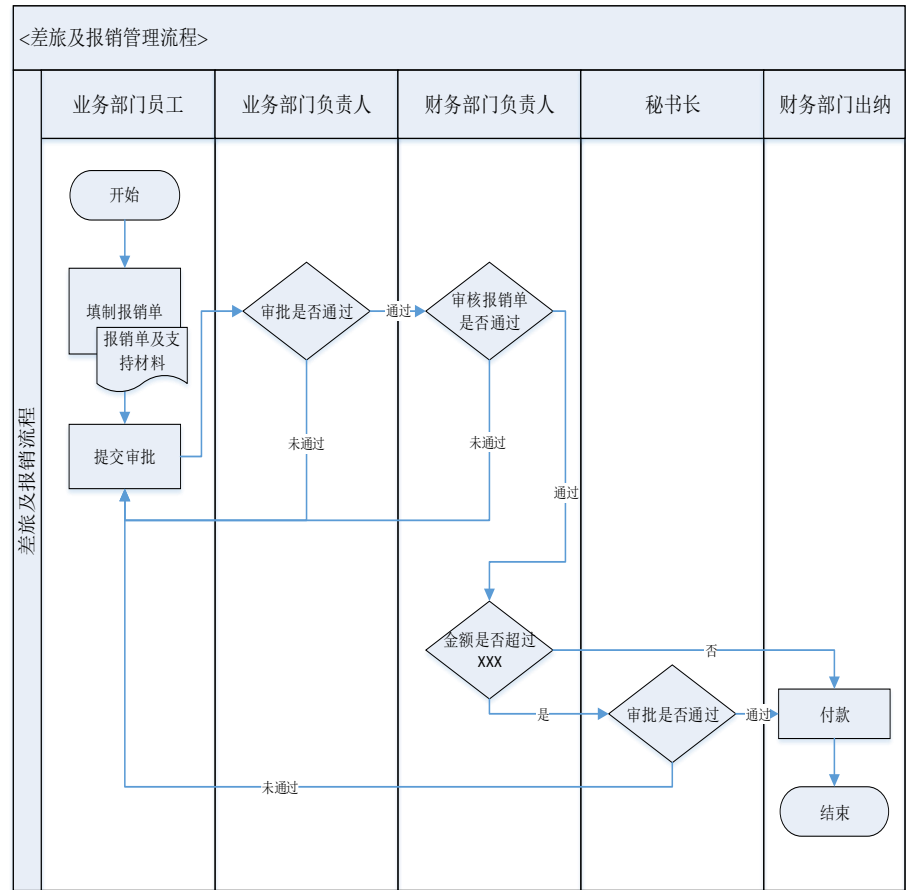 <差旅及报销管理流程>
业务部门员工
业务部门负责人
财务部门负责人
秘书长
财务部门出纳
差旅及报销流程
开始
填制报销单
报销单及支
持材料
提交审批
审批是否通过
通过
审核报销单
是否通过
未通过
未通过
通过
金额是否超过
XXX
否
是
审批是否通过
通过
付款
未通过
结束